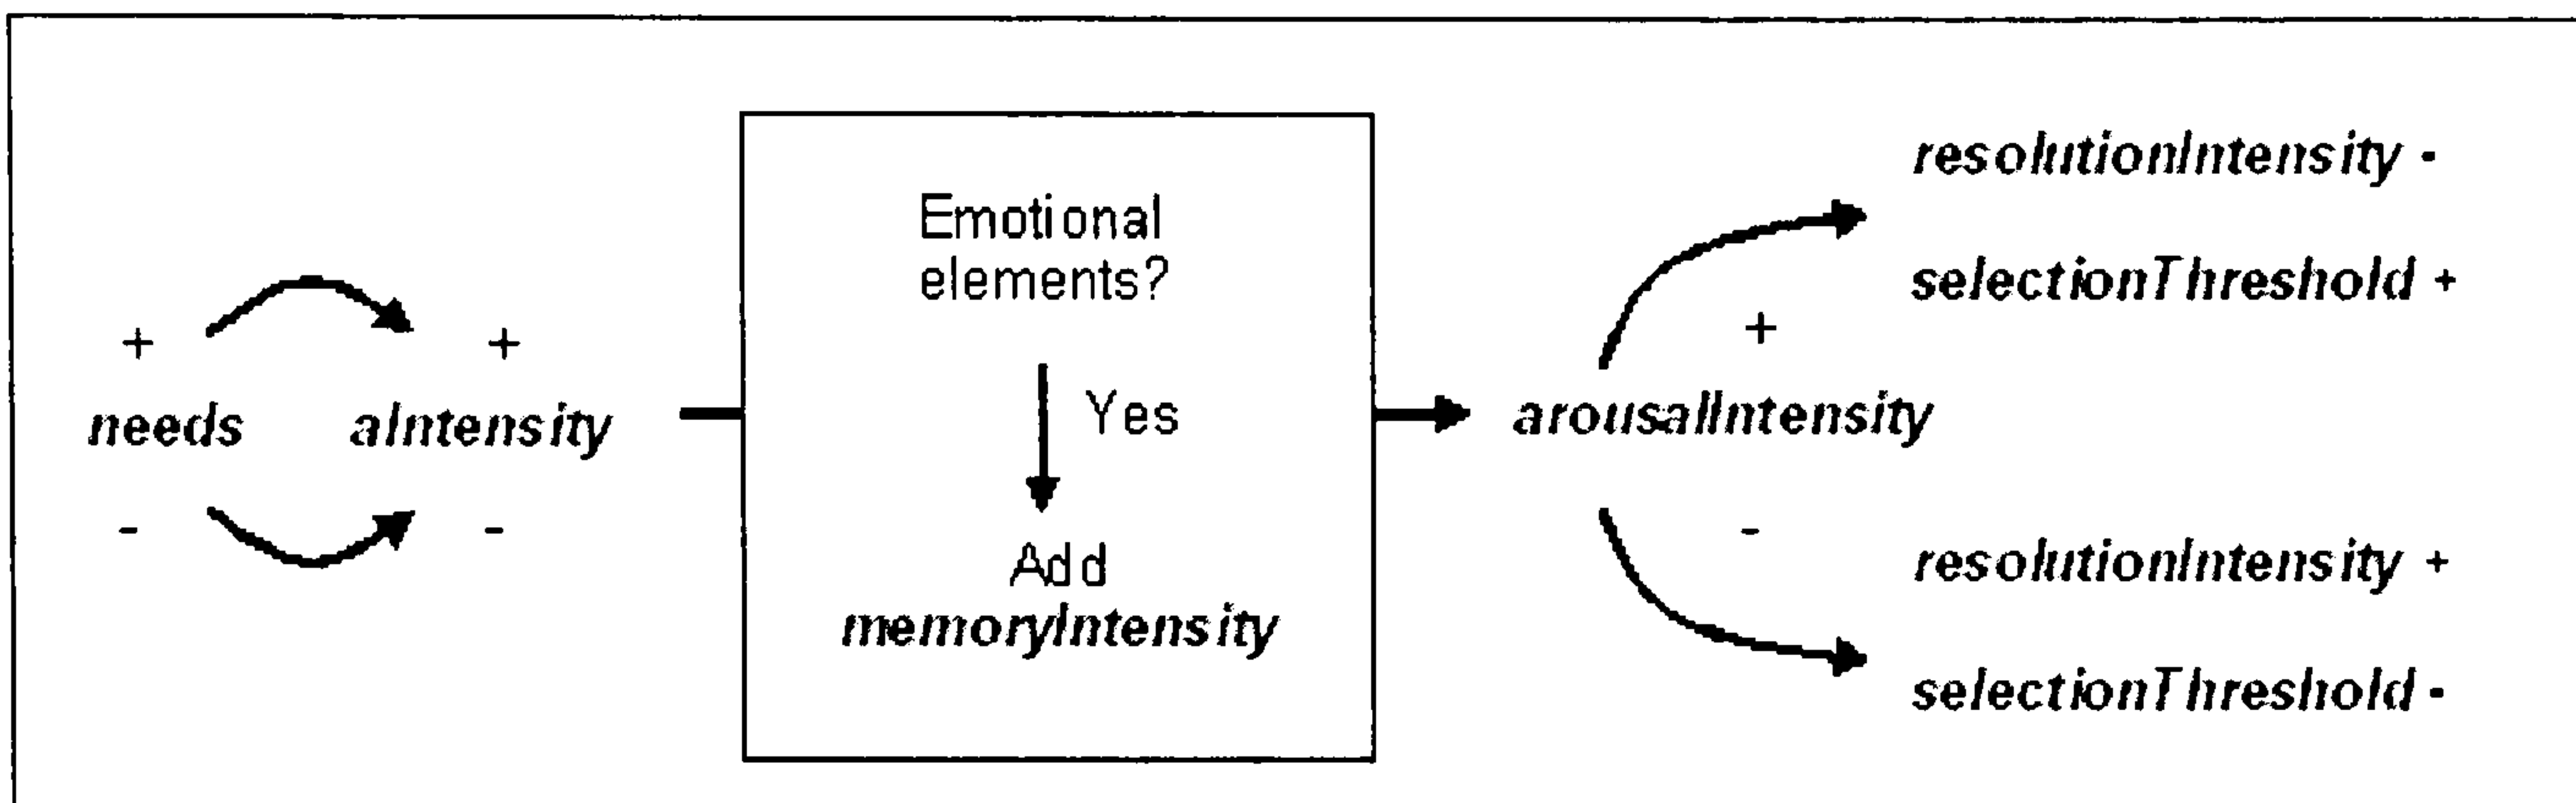 + +
needs aIntensity
- -
Emotional
elements?
Yes
Add
memoryIntensity
+
arousalIntensity
-
resolutionIntensity -
selectionThreshold +
resolutionIntensity +
selectionThreshold -